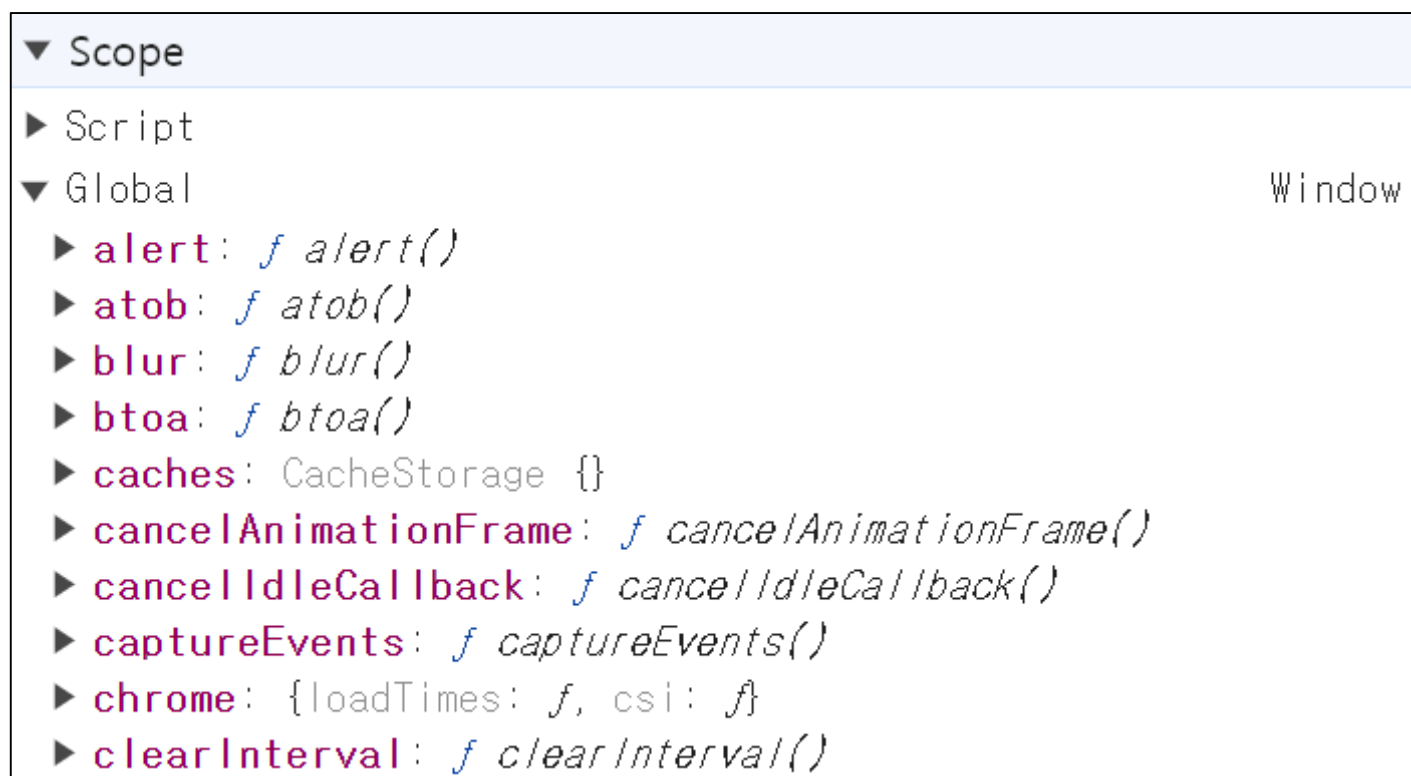 ▼ Scope
▶ Script
▼ Global Window
▶ alert: ƒ alert()
▶ atob: ƒ atob()
▶ blur: ƒ blur()
▶ btoa: ƒ btoa()
▶ caches: CacheStorage {}
▶ cancelAnimationFrame: ƒ cancelAnimationFrame()
▶ cancelIdleCallback: ƒ cancelIdleCallback()
▶ captureEvents: ƒ captureEvents()
▶ chrome: {loadTimes: ƒ, csi: ƒ}
▶ clearInterval: ƒ clearInterval()